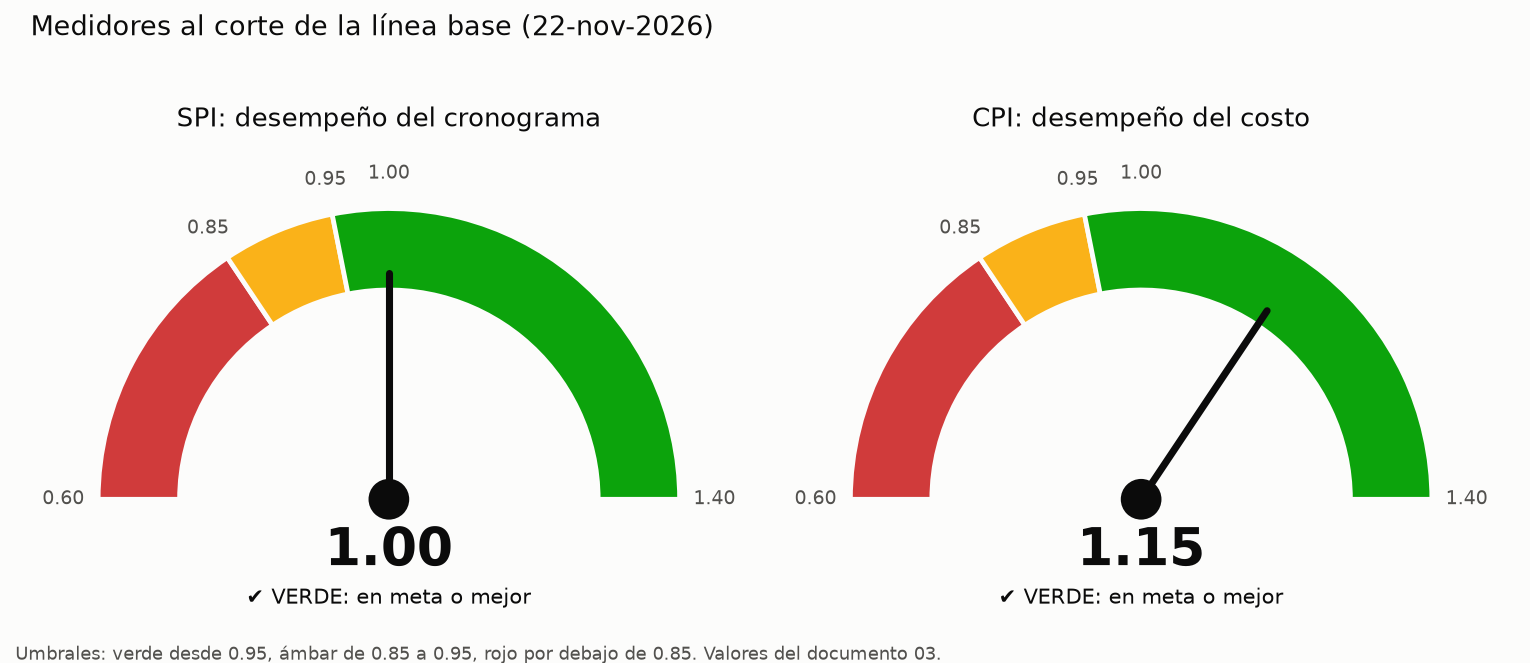 Medidores al corte de la línea base (22-nov-2026)
SPI: desempeño del cronograma
0.60
0.85
0.95
1.00
1.40
1.00
✔ VERDE: en meta o mejor
CPI: desempeño del costo
0.60
0.85
0.95
1.00
1.40
1.15
✔ VERDE: en meta o mejor
Umbrales: verde desde 0.95, ámbar de 0.85 a 0.95, rojo por debajo de 0.85. Valores del documento 03.